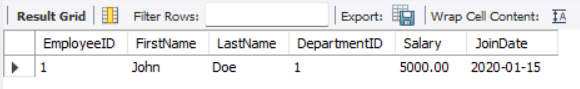 Result Grid Filter Rows: Export: Wrap Cell Content: IA
EmployeeID FirstName LastName DepartmentID Salary JoinDate
1 John Doe 1 5000.00 2020-01-15